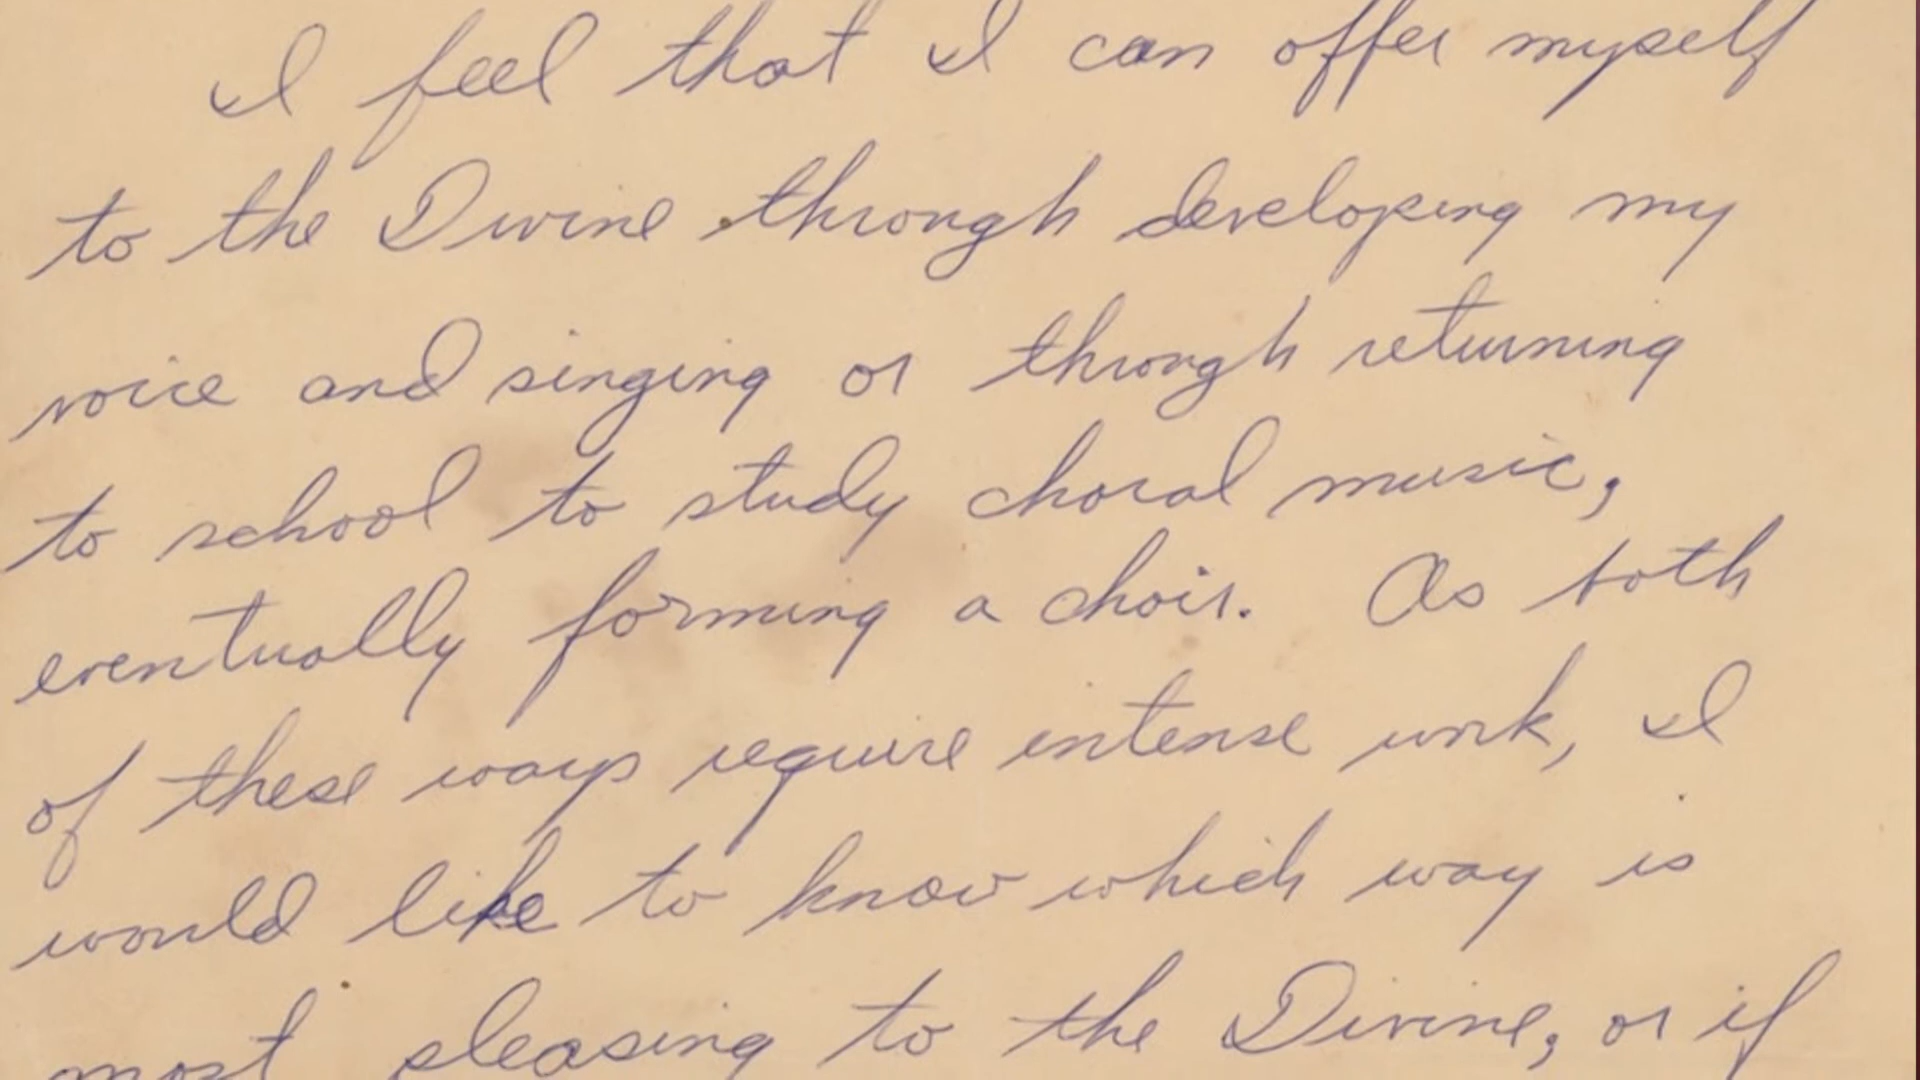 I feel that I can offer myself
to the Divine through developing my
voice and singing or through returning
to school to study choral music,
eventually forming a choir. As both
of these ways require intense work, I
would like to know which way is
most pleasing to the Divine, or if